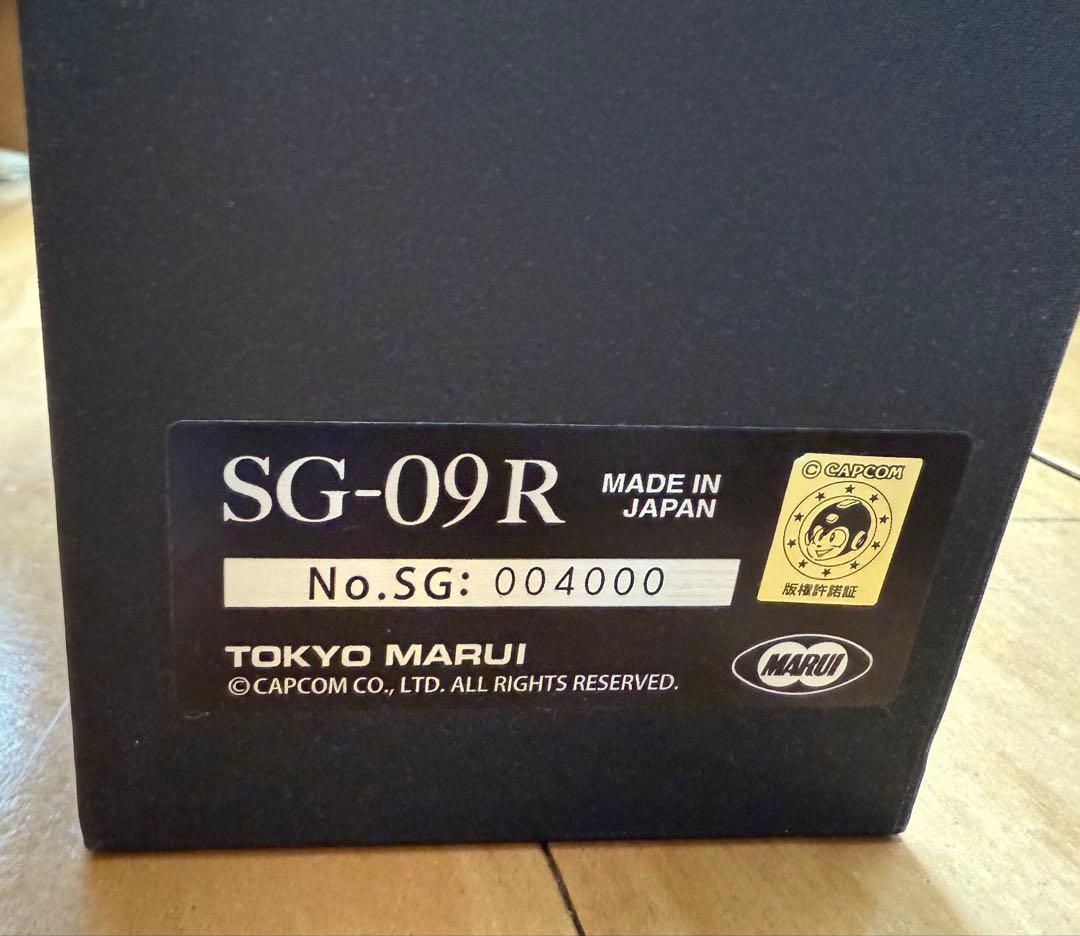 SG-09R
MADE IN
JAPAN
© CAPCOM
版権許諾証
No.SG: 004000
TOKYO MARUI
©CAPCOM CO., LTD. ALL RIGHTS RESERVED.
MARUI